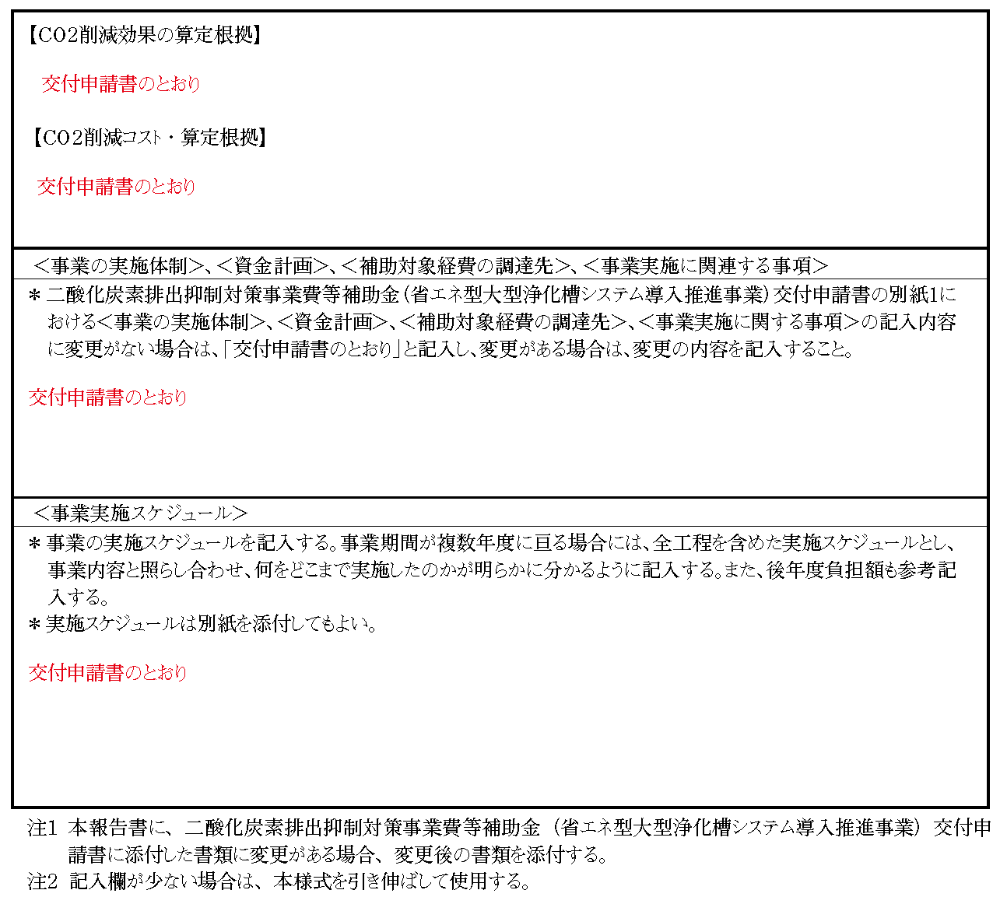 【CO2削減効果の算定根拠】
交付申請書のとおり
【CO2削減コスト・算定根拠】
交付申請書のとおり
＜事業の実施体制＞、＜資金計画＞、＜補助対象経費の調達先＞、＜事業実施に関連する事項＞
＊二酸化炭素排出抑制対策事業費等補助金（省エネ型大型浄化槽システム導入推進事業）交付申請書の別紙1に
おける＜事業の実施体制＞、＜資金計画＞、＜補助対象経費の調達先＞、＜事業実施に関する事項＞の記入内容
に変更がない場合は、「交付申請書のとおり」と記入し、変更がある場合は、変更の内容を記入すること。
交付申請書のとおり
＜事業実施スケジュール＞
＊事業の実施スケジュールを記入する。事業期間が複数年度に亘る場合には、全工程を含めた実施スケジュールとし、
事業内容と照らし合わせ、何をどこまで実施したのかが明らかに分かるように記入する。また、後年度負担額も参考記
入する。
＊実施スケジュールは別紙を添付してもよい。
交付申請書のとおり
注1 本報告書に、二酸化炭素排出抑制対策事業費等補助金（省エネ型大型浄化槽システム導入推進事業）交付申
請書に添付した書類に変更がある場合、変更後の書類を添付する。
注2 記入欄が少ない場合は、本様式を引き伸ばして使用する。